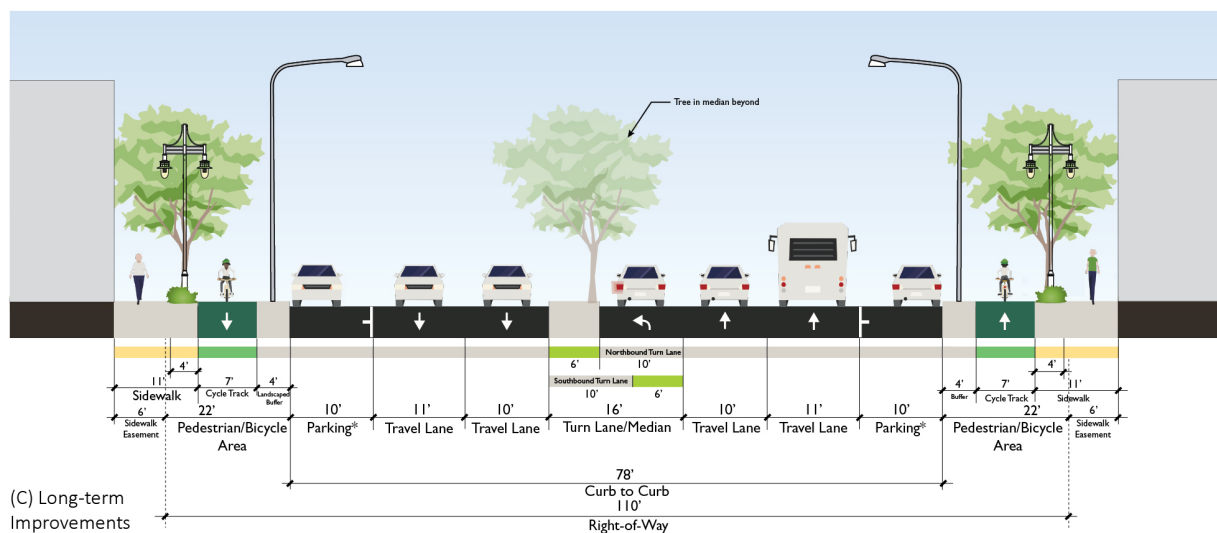 Tree in median beyond
Northbound Turn Lane
4' 6' 10' 4'
Southbound Turn Lane
11' 7' 4' 10' 6' 4' 7' 11'
Sidewalk Cycle Track Landscaped Buffer Buffer Cycle Track Sidewalk
6' 22' 10' 11' 10' 16' 10' 11' 10' 22' 6'
Sidewalk Easement Pedestrian/Bicycle Area Parking* Travel Lane Travel Lane Turn Lane/Median Travel Lane Travel Lane Parking* Pedestrian/Bicycle Area Sidewalk Easement
78'
Curb to Curb
(C) Long-term
110'
Improvements
Right-of-Way